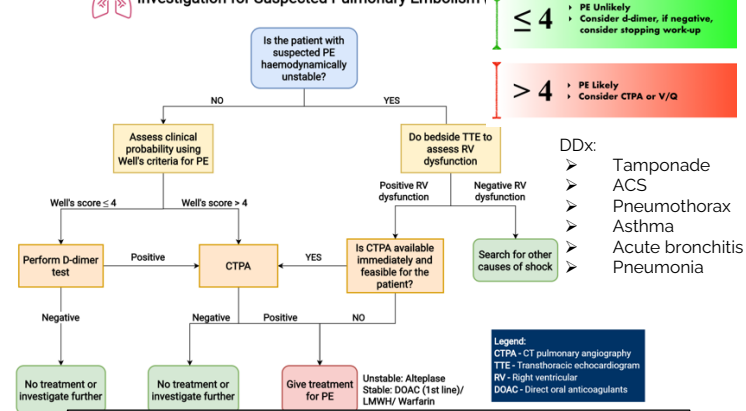 Investigation for Suspected Pulmonary Embolism
≤ 4
PE Unlikely
Consider d-dimer, if negative,
consider stopping work-up
> 4
PE Likely
Consider CTPA or V/Q
Is the patient with
suspected PE
haemodynamically
unstable?
NO
YES
Assess clinical
probability using
Well's criteria for PE
Do bedside TTE to
assess RV
dysfunction
DDx:
Tamponade
ACS
Pneumothorax
Asthma
Acute bronchitis
Pneumonia
Well's score ≤ 4
Well's score > 4
Positive RV
dysfunction
Negative RV
dysfunction
Perform D-dimer
test
Positive
CTPA
YES
Is CTPA available
immediately and
feasible for the
patient?
Search for other
causes of shock
Negative
Negative
Positive
NO
No treatment or
investigate further
No treatment or
investigate further
Give treatment
for PE
Unstable: Alteplase
Stable: DOAC (1st line)/
LMWH/ Warfarin
Legend:
CTPA - CT pulmonary angiography
TTE - Transthoracic echocardiogram
RV - Right ventricular
DOAC - Direct oral anticoagulants